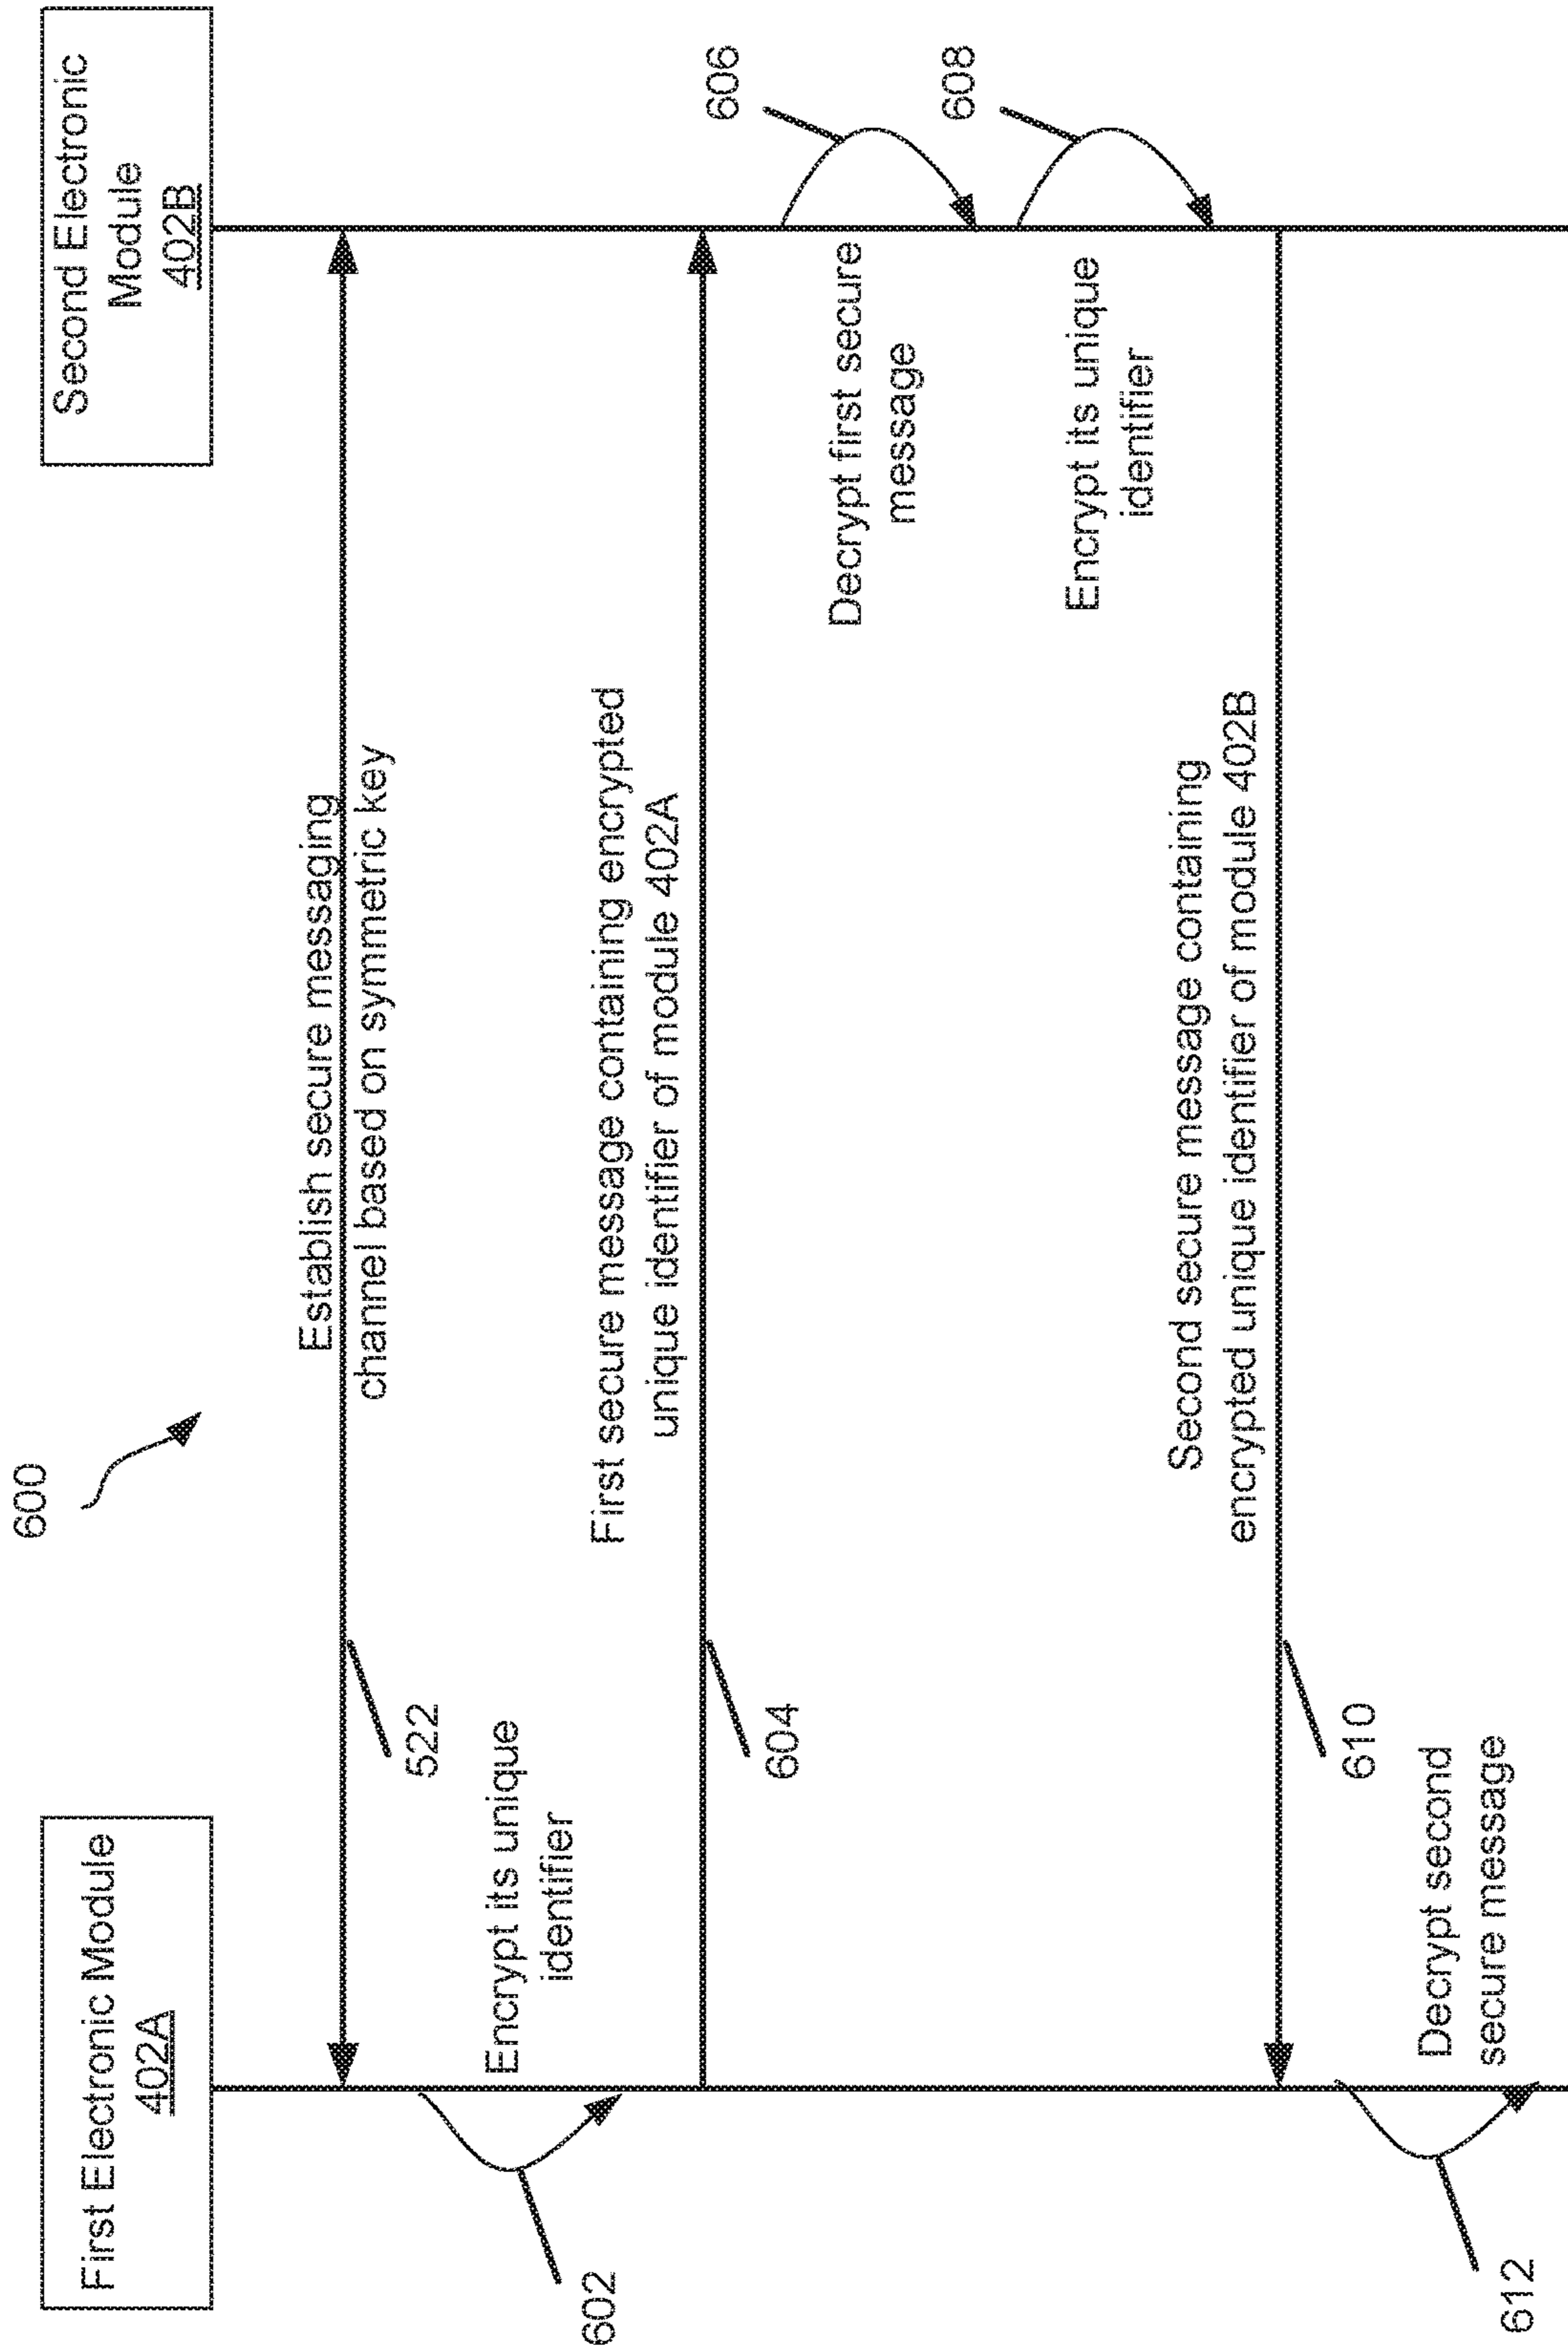 600
First Electronic Module
402A
Second Electronic
Module
402B
Establish secure messaging
channel based on symmetric key
522
Encrypt its unique
identifier
602
First secure message containing encrypted
unique identifier of module 402A
604
606
Decrypt first secure
message
608
Encrypt its unique
identifier
Second secure message containing
encrypted unique identifier of module 402B
610
Decrypt second
secure message
612